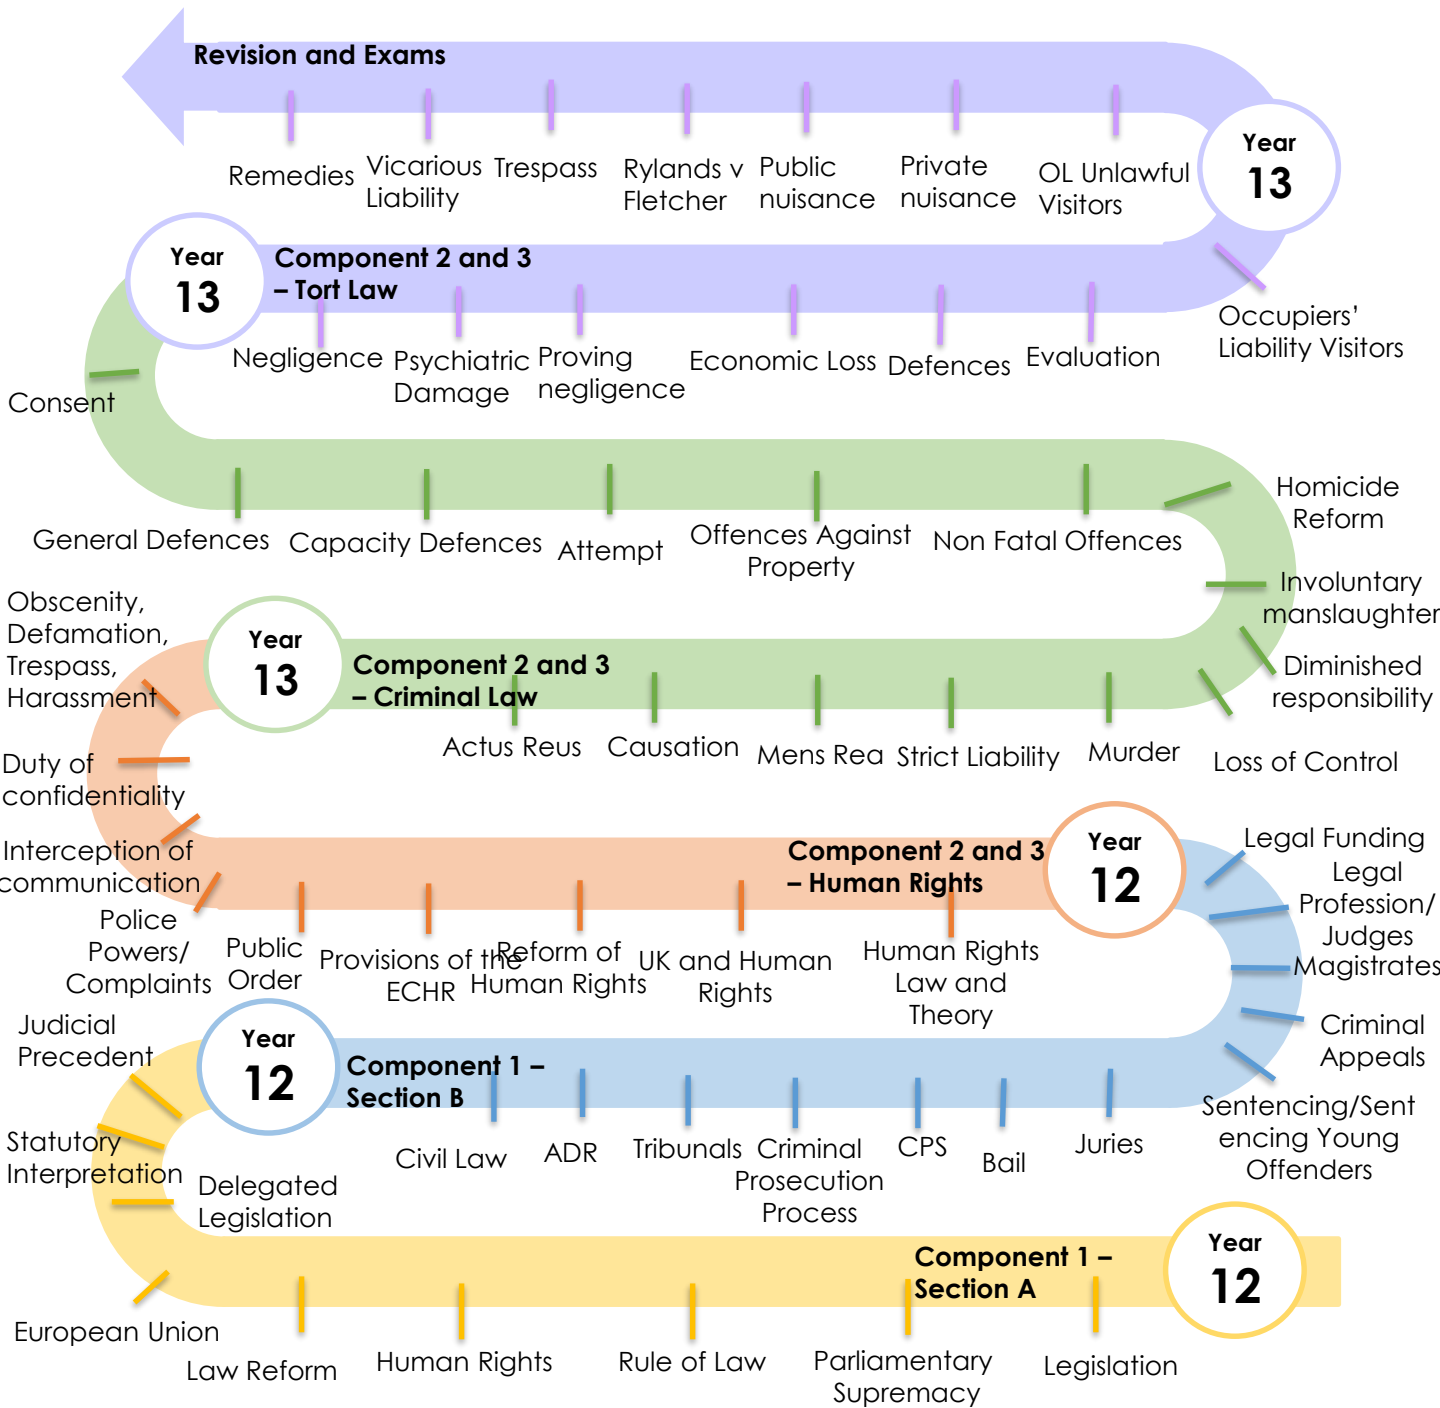 Revision and Exams
Remedies
Vicarious
Liability
Trespass
Rylands v
Fletcher
Public
nuisance
Private
nuisance
OL Unlawful
Visitors
Year
13
Year
13
Component 2 and 3
– Tort Law
Negligence
Psychiatric
Damage
Proving
negligence
Economic Loss
Defences
Evaluation
Occupiers’
Liability Visitors
Consent
General Defences
Capacity Defences
Attempt
Offences Against
Property
Non Fatal Offences
Homicide
Reform
Involuntary
manslaughter
Diminished
responsibility
Loss of Control
Obscenity,
Defamation,
Trespass,
Harassment
Year
13
Component 2 and 3
– Criminal Law
Actus Reus
Causation
Mens Rea
Strict Liability
Murder
Duty of
confidentiality
Interception of
communication
Police
Powers/
Complaints
Public
Order
Provisions of the
ECHR
Reform of
Human Rights
UK and Human
Rights
Human Rights
Law and
Theory
Component 2 and 3
– Human Rights
Year
12
Legal Funding
Legal
Profession/
Judges
Magistrates
Criminal
Appeals
Sentencing/Sent
encing Young
Offenders
Judicial
Precedent
Year
12
Component 1 –
Section B
Civil Law
ADR
Tribunals
Criminal
Prosecution
Process
CPS
Bail
Juries
Statutory
Interpretation
Delegated
Legislation
European Union
Law Reform
Human Rights
Rule of Law
Parliamentary
Supremacy
Legislation
Component 1 –
Section A
Year
12